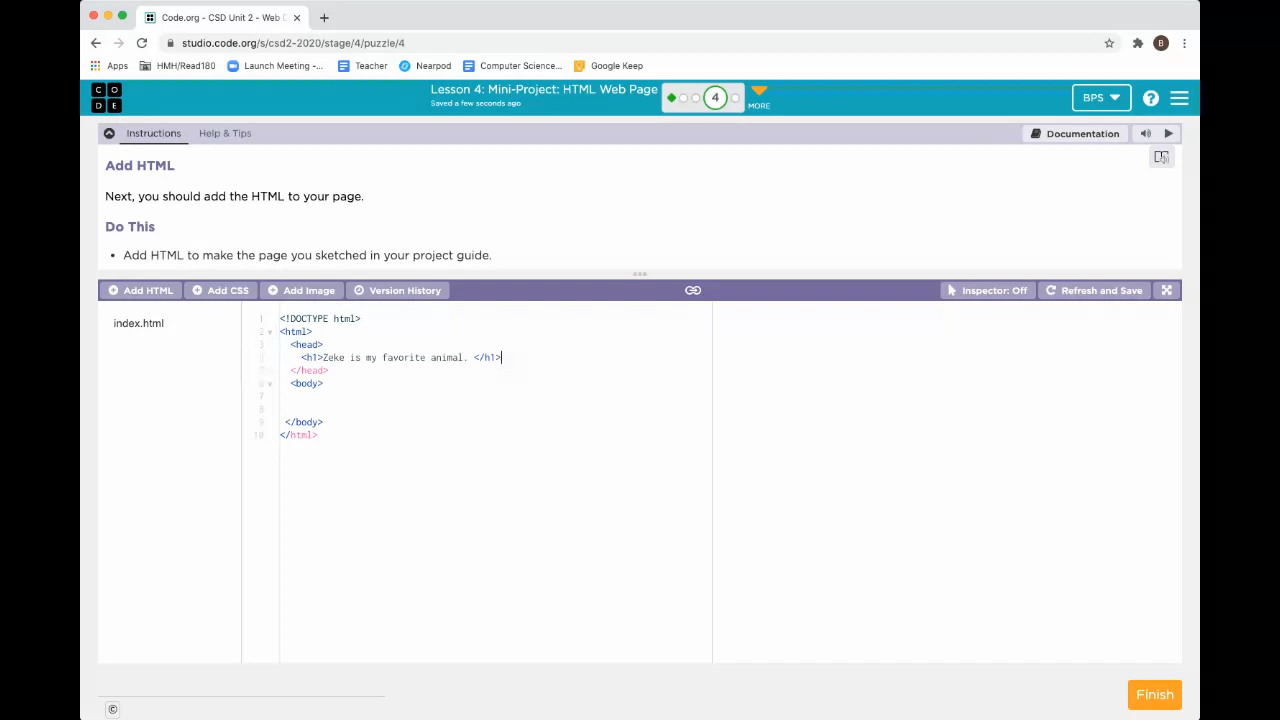 Code.org - CSD Unit 2 - Web D
studio.code.org/s/csd2-2020/stage/4/puzzle/4
B
Apps HMH/Read180 Launch Meeting -... Teacher Nearpod Computer Science... Google Keep
C O
D E
Lesson 4: Mini-Project: HTML Web Page
Saved a few seconds ago
4
MORE
BPS
?
Instructions Help & Tips Documentation
Add HTML
Next, you should add the HTML to your page.
Do This
• Add HTML to make the page you sketched in your project guide.
Add HTML Add CSS Add Image Version History Inspector: Off Refresh and Save
index.html
1 <!DOCTYPE html>
2 <html>
3 <head>
<h1>Zeke is my favorite animal. </h1>
</head>
<body>
7
8
9 </body>
10 </html>
Finish
©